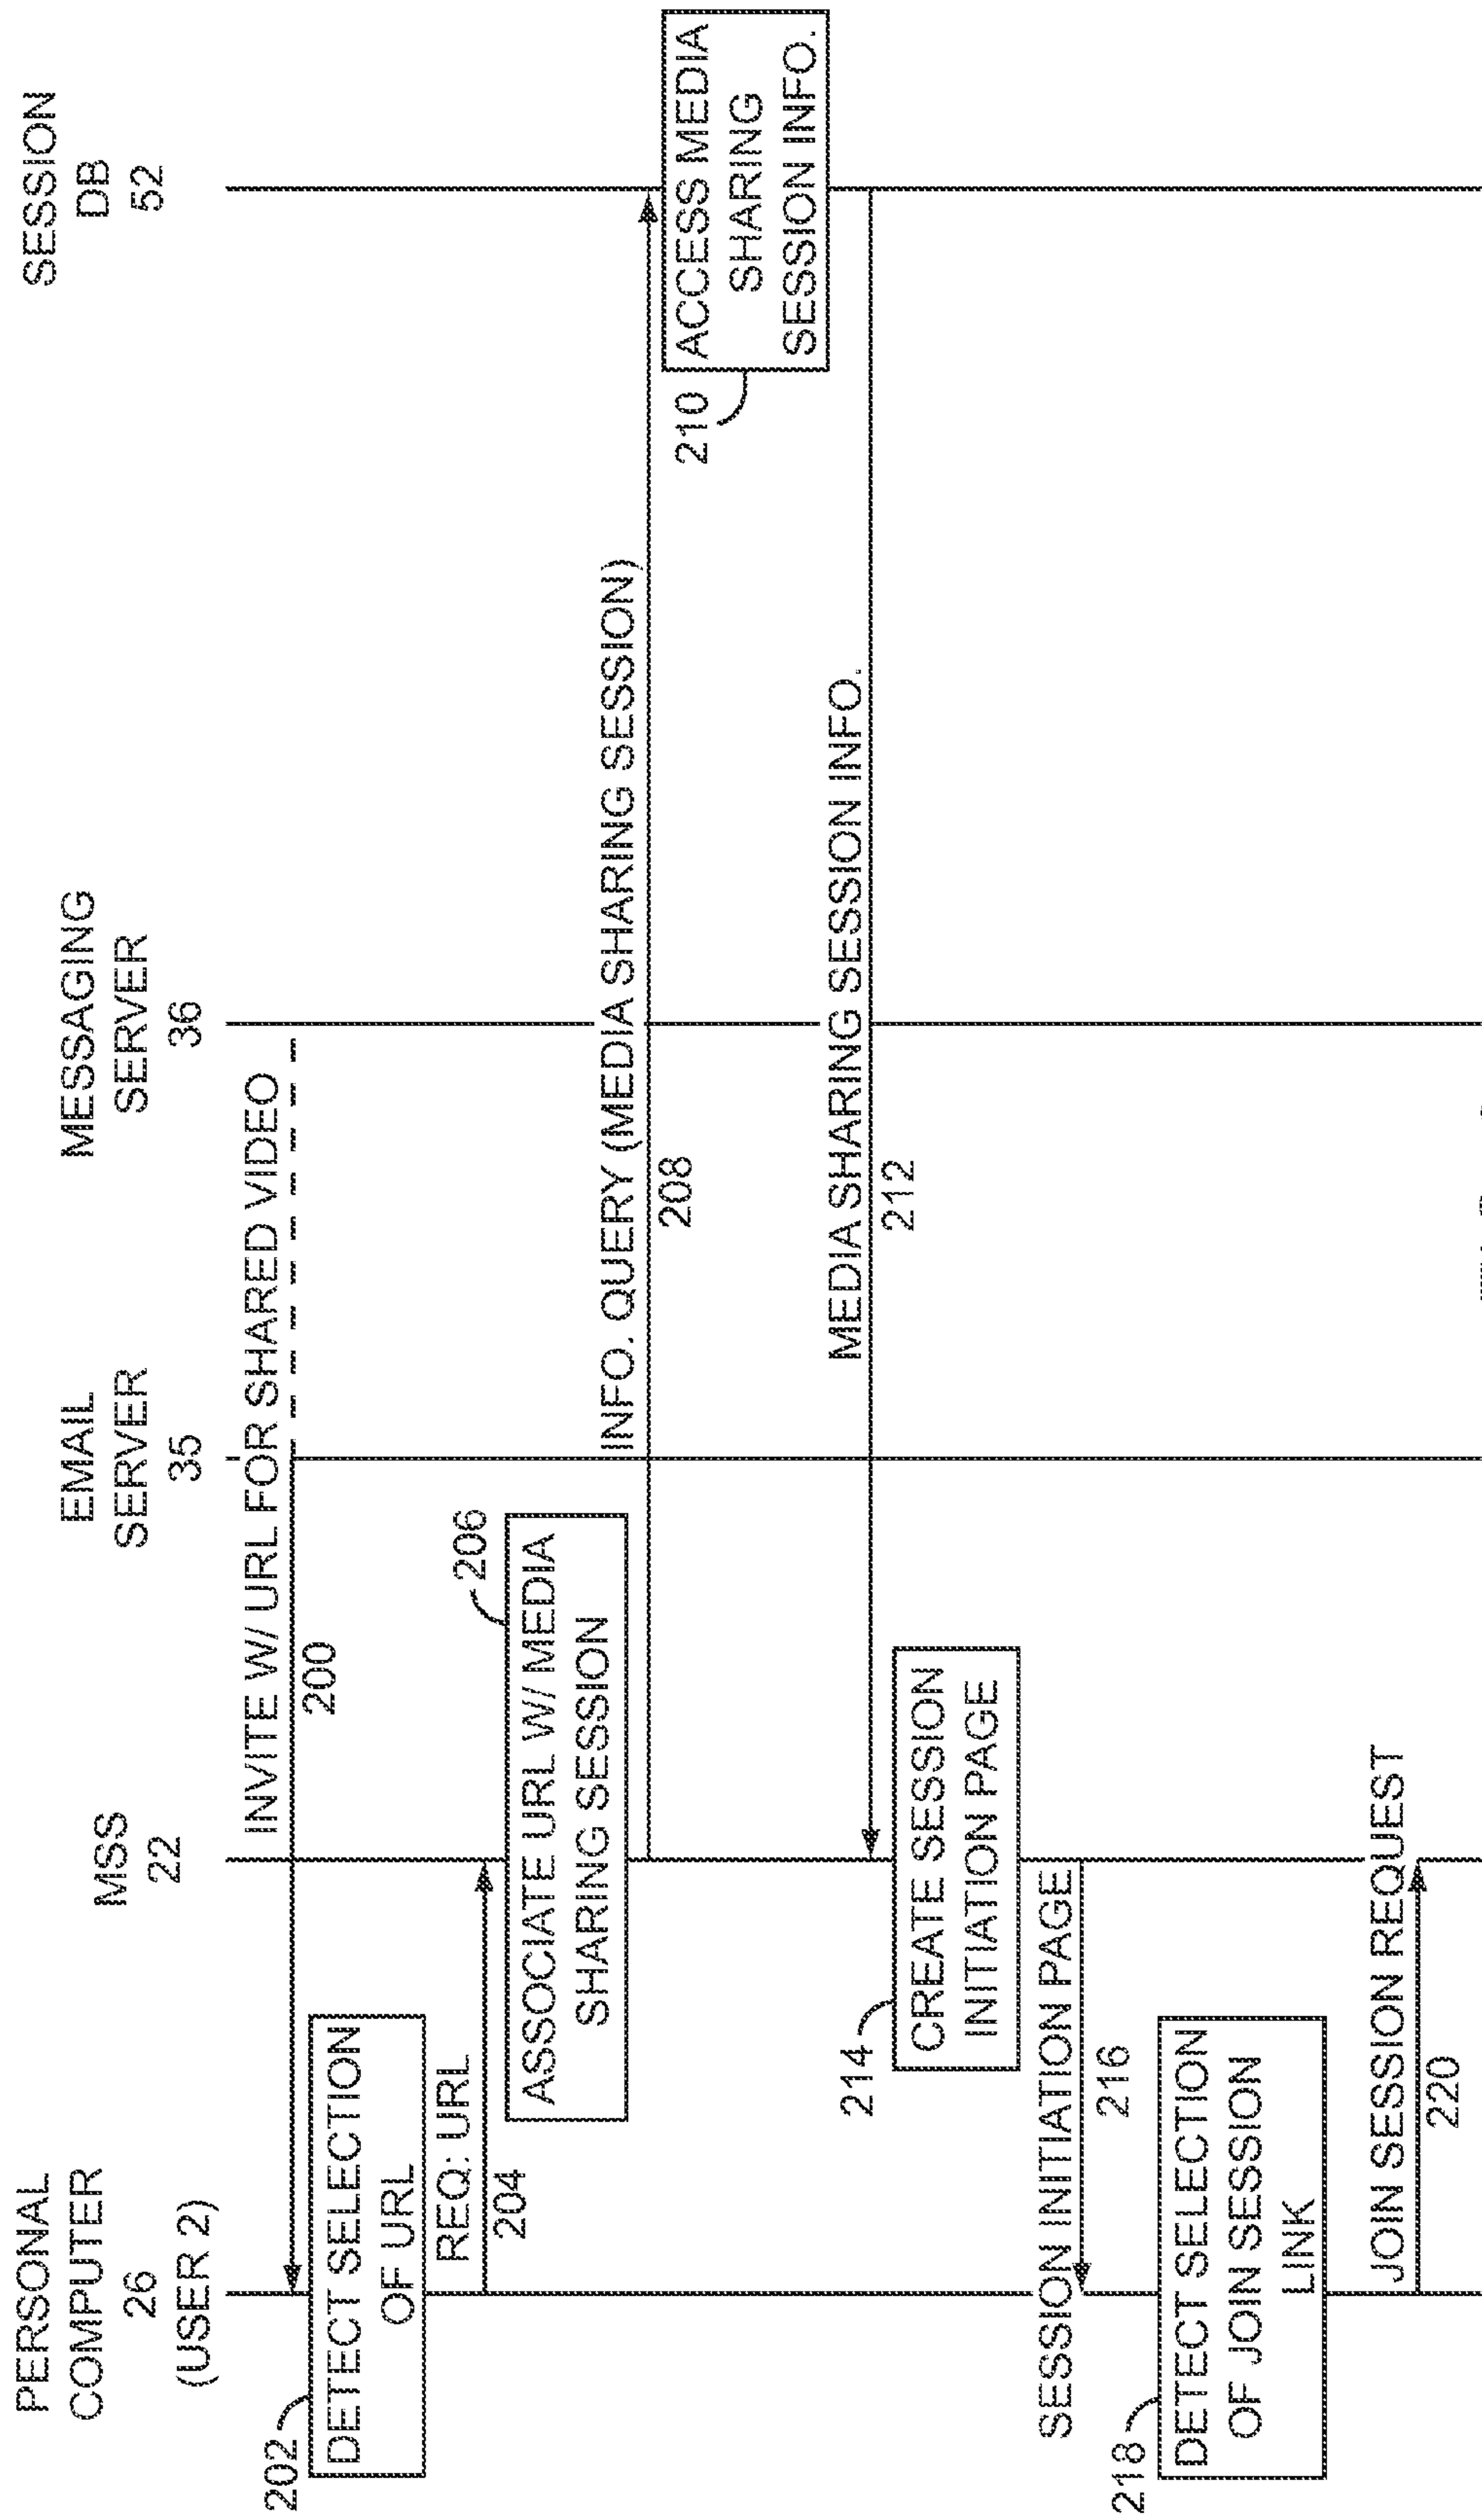 PERSONAL
COMPUTER
26
(USER 2)
MSS
22
EMAIL
SERVER
35
MESSAGING
SERVER
36
SESSION
DB
52
INVITE W/ URL FOR SHARED VIDEO
200
202
DETECT SELECTION
OF URL
REQ: URL
204
206
ASSOCIATE URL W/ MEDIA
SHARING SESSION
INFO. QUERY (MEDIA SHARING SESSION)
208
210
ACCESS MEDIA
SHARING
SESSION INFO.
MEDIA SHARING SESSION INFO.
212
214
CREATE SESSION
INITIATION PAGE
SESSION INITIATION PAGE
216
218
DETECT SELECTION
OF JOIN SESSION
LINK
JOIN SESSION REQUEST
220